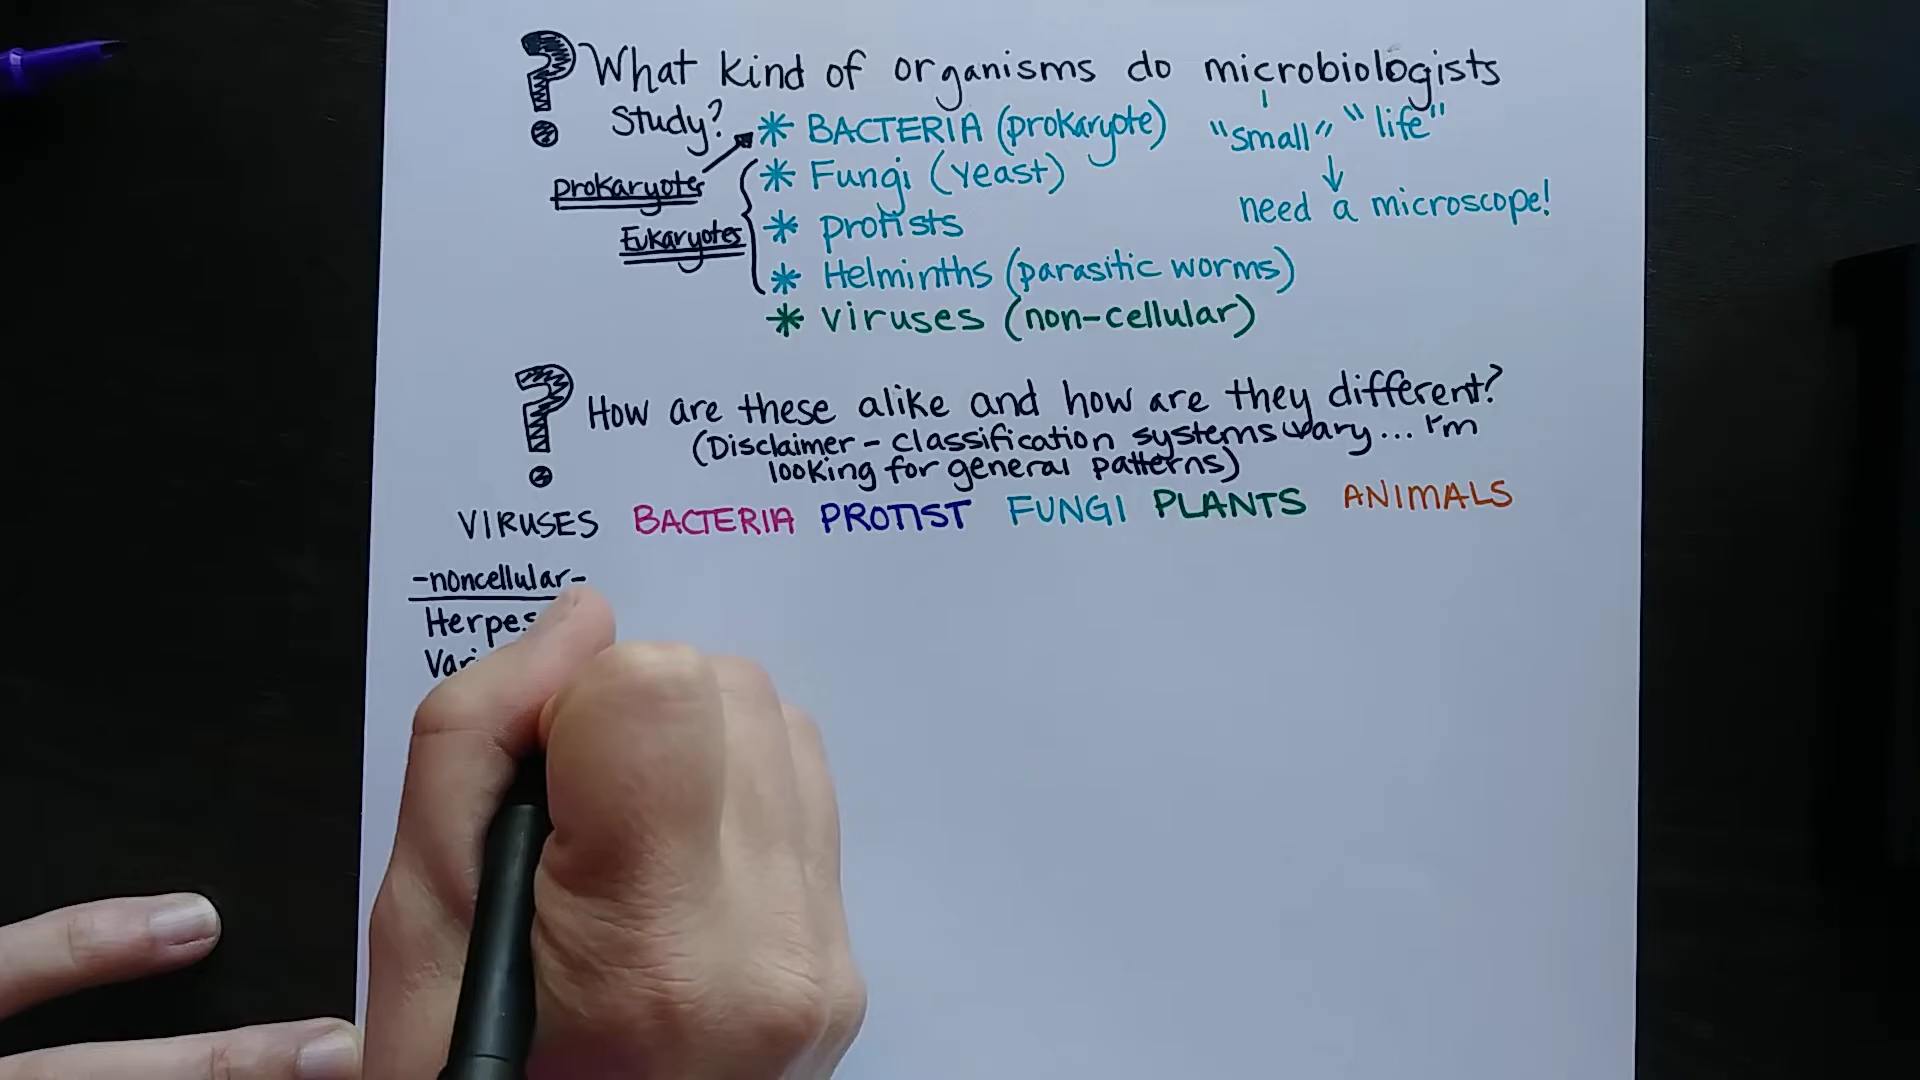 ? What kind of organisms do microbiologists
Study? * BACTERIA (prokaryote) "small" "life"
prokaryotes * Fungi (yeast) need a microscope!
Eukaryotes * protists
* Helminths (parasitic worms)
* viruses (non-cellular)
? How are these alike and how are they different?
(Disclaimer - classification systems vary... I'm
looking for general patterns)
VIRUSES BACTERIA PROTIST FUNGI PLANTS ANIMALS
-noncellular-
Herpes